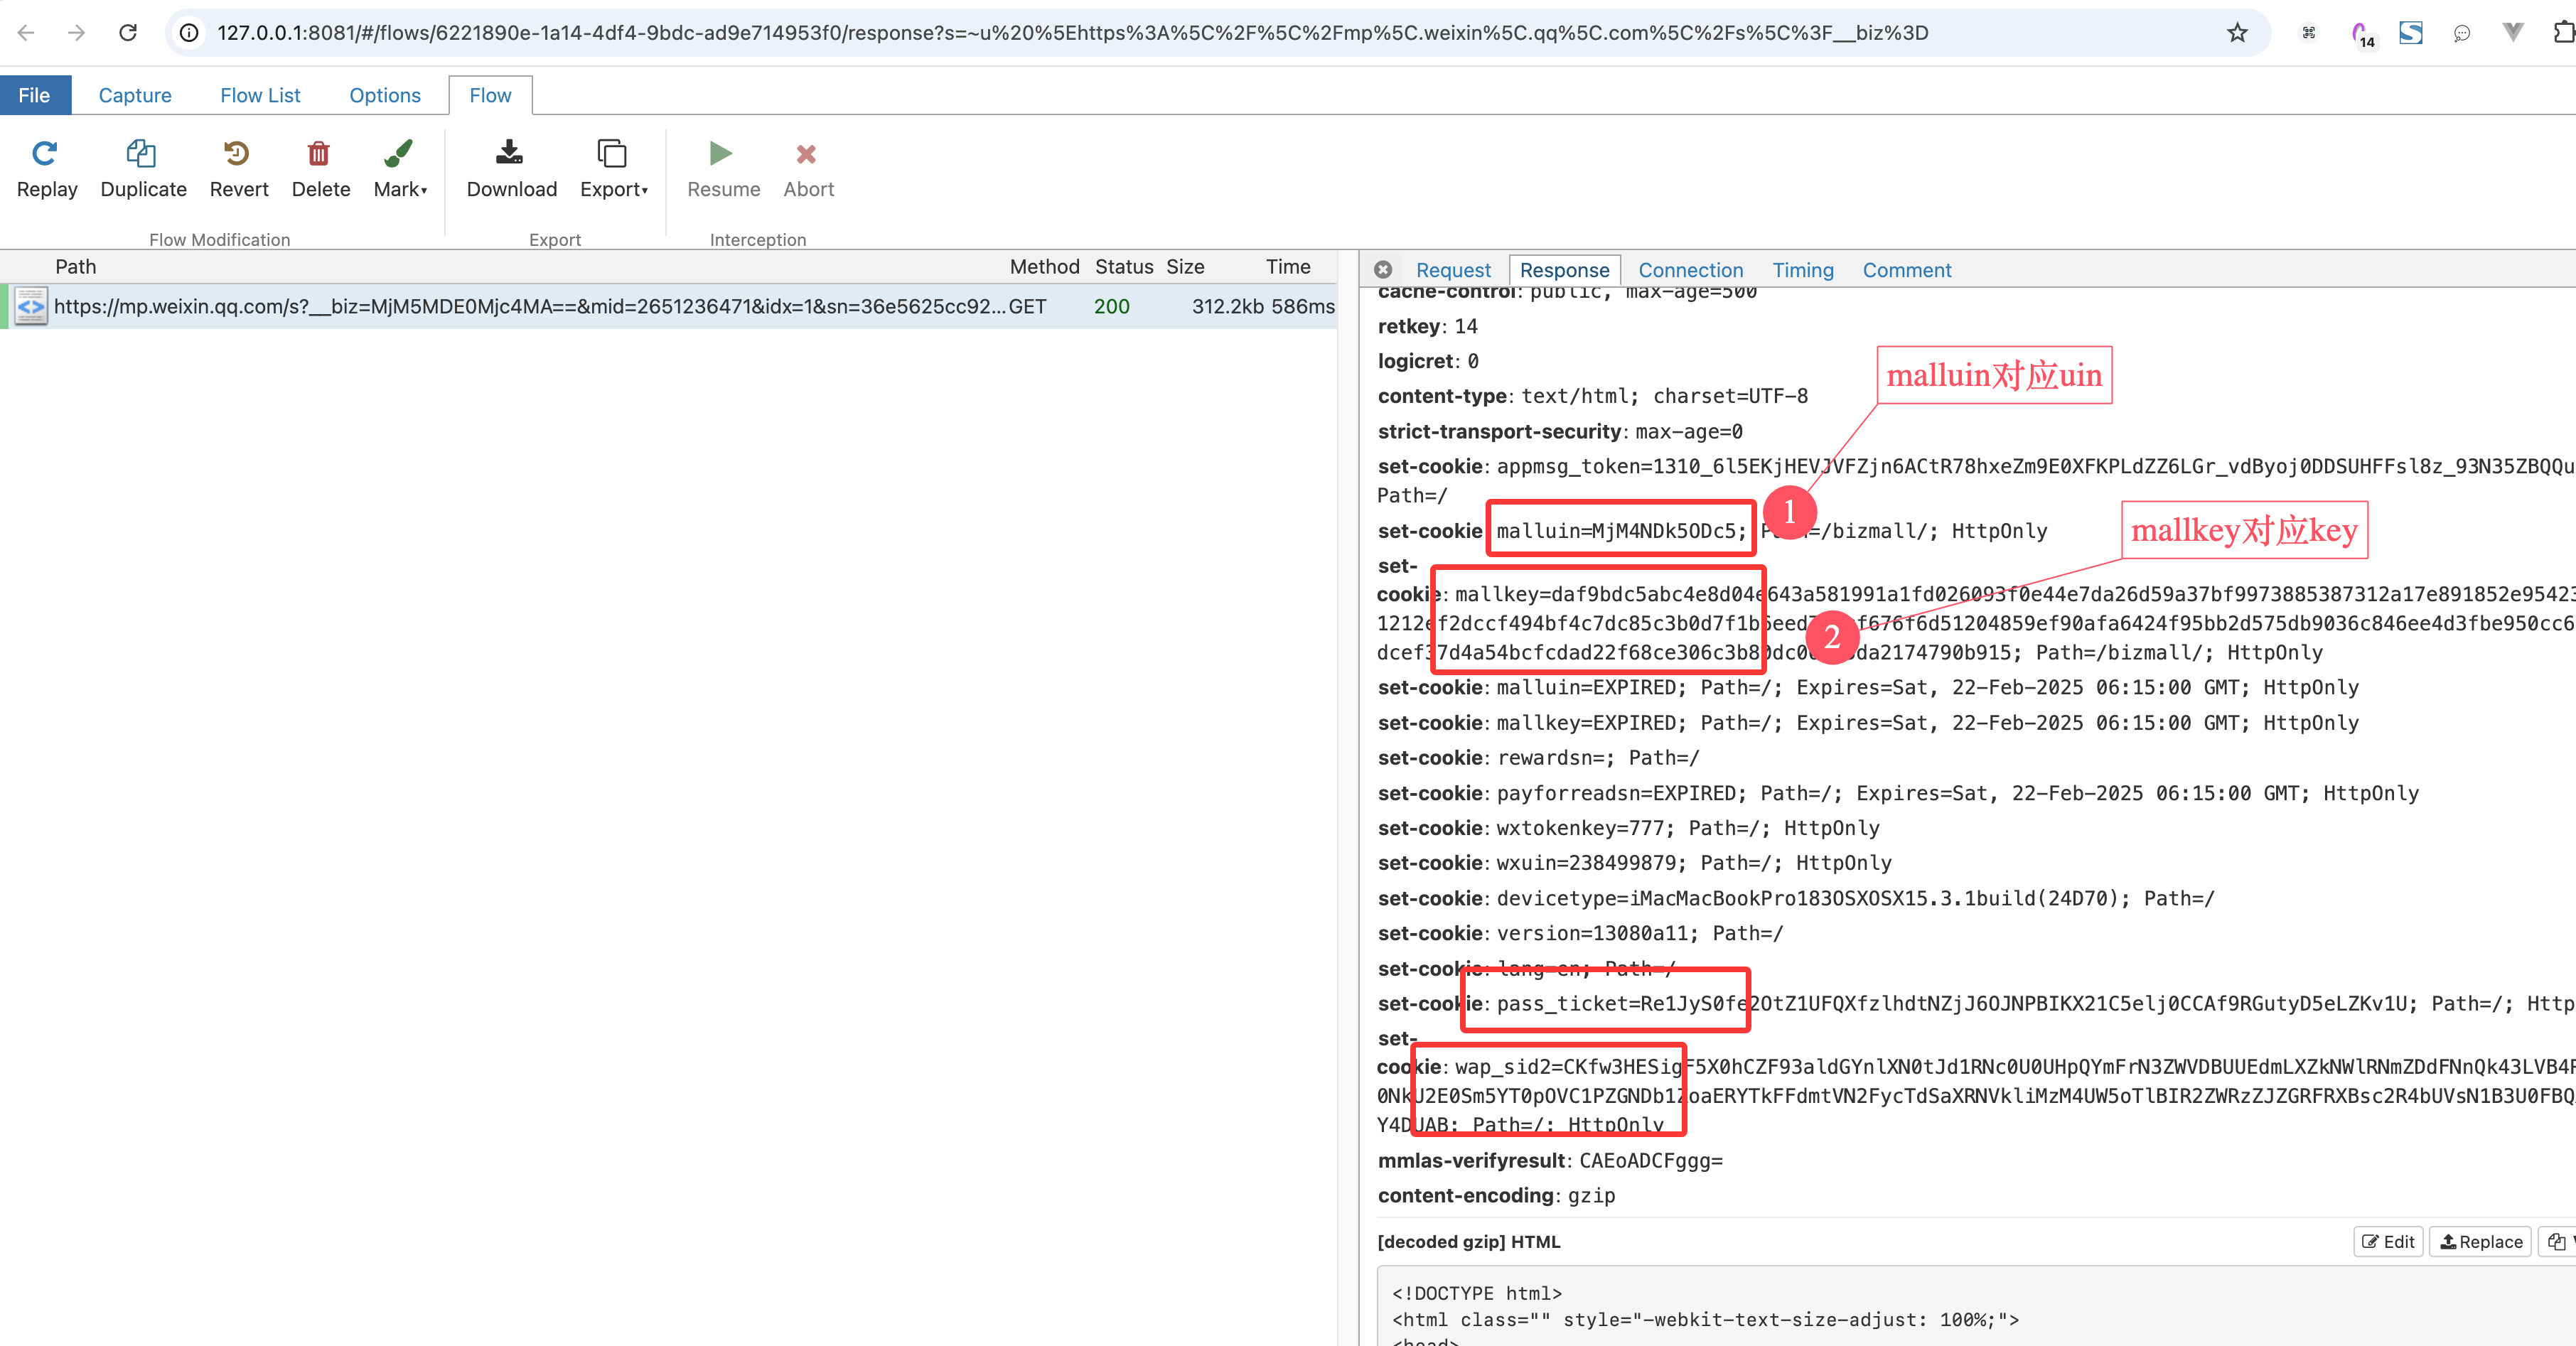 127.0.0.1:8081/#/flows/6221890e-1a14-4df4-9bdc-ad9e714953f0/response?s=~u%20%5Ehttps%3A%5C%2F%5C%2Fmp%5C.weixin%5C.qq%5C.com%5C%2Fs%5C%3F__biz%3D
14
File Capture Flow List Options Flow
Replay Duplicate Revert Delete Mark Download Export Resume Abort
Flow Modification Export Interception
Path Method Status Size Time
https://mp.weixin.qq.com/s?__biz=MjM5MDE0Mjc4MA==&mid=2651236471&idx=1&sn=36e5625cc92... GET 200 312.2kb 586ms
Request Response Connection Timing Comment
cache-control: public, max-age=500
retkey: 14
logicret: 0
malluin对应uin
content-type: text/html; charset=UTF-8
strict-transport-security: max-age=0
set-cookie: appmsg_token=1310_6l5EKjHEVJVFZjn6ACtR78hxeZm9E0XFKPLdZZ6LGr_vdByoj0DDSUHFFsl8z_93N35ZBQQu
Path=/
1
set-cookie malluin=MjM4NDk5ODc5; Path=/bizmall/; HttpOnly
mallkey对应key
set-
cookie: mallkey=daf9bdc5abc4e8d04e643a581991a1fd026093f0e44e7da26d59a37bf9973885387312a17e891852e95423
1212ef2dccf494bf4c7dc85c3b0d7f1b6eed f676f6d51204859ef90afa6424f95bb2d575db9036c846ee4d3fbe950cc6
2
dcef37d4a54bcfcdad22f68ce306c3b80dc0 da2174790b915; Path=/bizmall/; HttpOnly
set-cookie: malluin=EXPIRED; Path=/; Expires=Sat, 22-Feb-2025 06:15:00 GMT; HttpOnly
set-cookie: mallkey=EXPIRED; Path=/; Expires=Sat, 22-Feb-2025 06:15:00 GMT; HttpOnly
set-cookie: rewardsn=; Path=/
set-cookie: payforreadsn=EXPIRED; Path=/; Expires=Sat, 22-Feb-2025 06:15:00 GMT; HttpOnly
set-cookie: wxtokenkey=777; Path=/; HttpOnly
set-cookie: wxuin=238499879; Path=/; HttpOnly
set-cookie: devicetype=iMacMacBookPro183OSXOSX15.3.1build(24D70); Path=/
set-cookie: version=13080a11; Path=/
set-cookie: lang=en; Path=/
set-cookie: pass_ticket=Re1JyS0fe2OtZ1UFQXfzlhdtNZjJ6OJNPBIKX21C5elj0CCAf9RGutyD5eLZKv1U; Path=/; Http
set-
cookie: wap_sid2=CKfw3HESigF5X0hCZF93aldGYnlXN0tJd1RNc0U0UHpQYmFrN3ZWVDBUUEdmLXZkNWlRNmZDdFNnQk43LVB4R
0NkU2E0Sm5YT0pOVC1PZGNDb1ZoaERYTkFFdmtVN2FycTdSaXRNVkliMzM4UW5oTlBIR2ZWRzZJZGRFRXBsc2R4bUVsN1B3U0FBQ
Y4DUAB; Path=/; HttpOnly
mmlas-verifyresult: CAEoADCFggg=
content-encoding: gzip
[decoded gzip] HTML Edit Replace
<!DOCTYPE html>
<html class="" style="-webkit-text-size-adjust: 100%;">
<head>